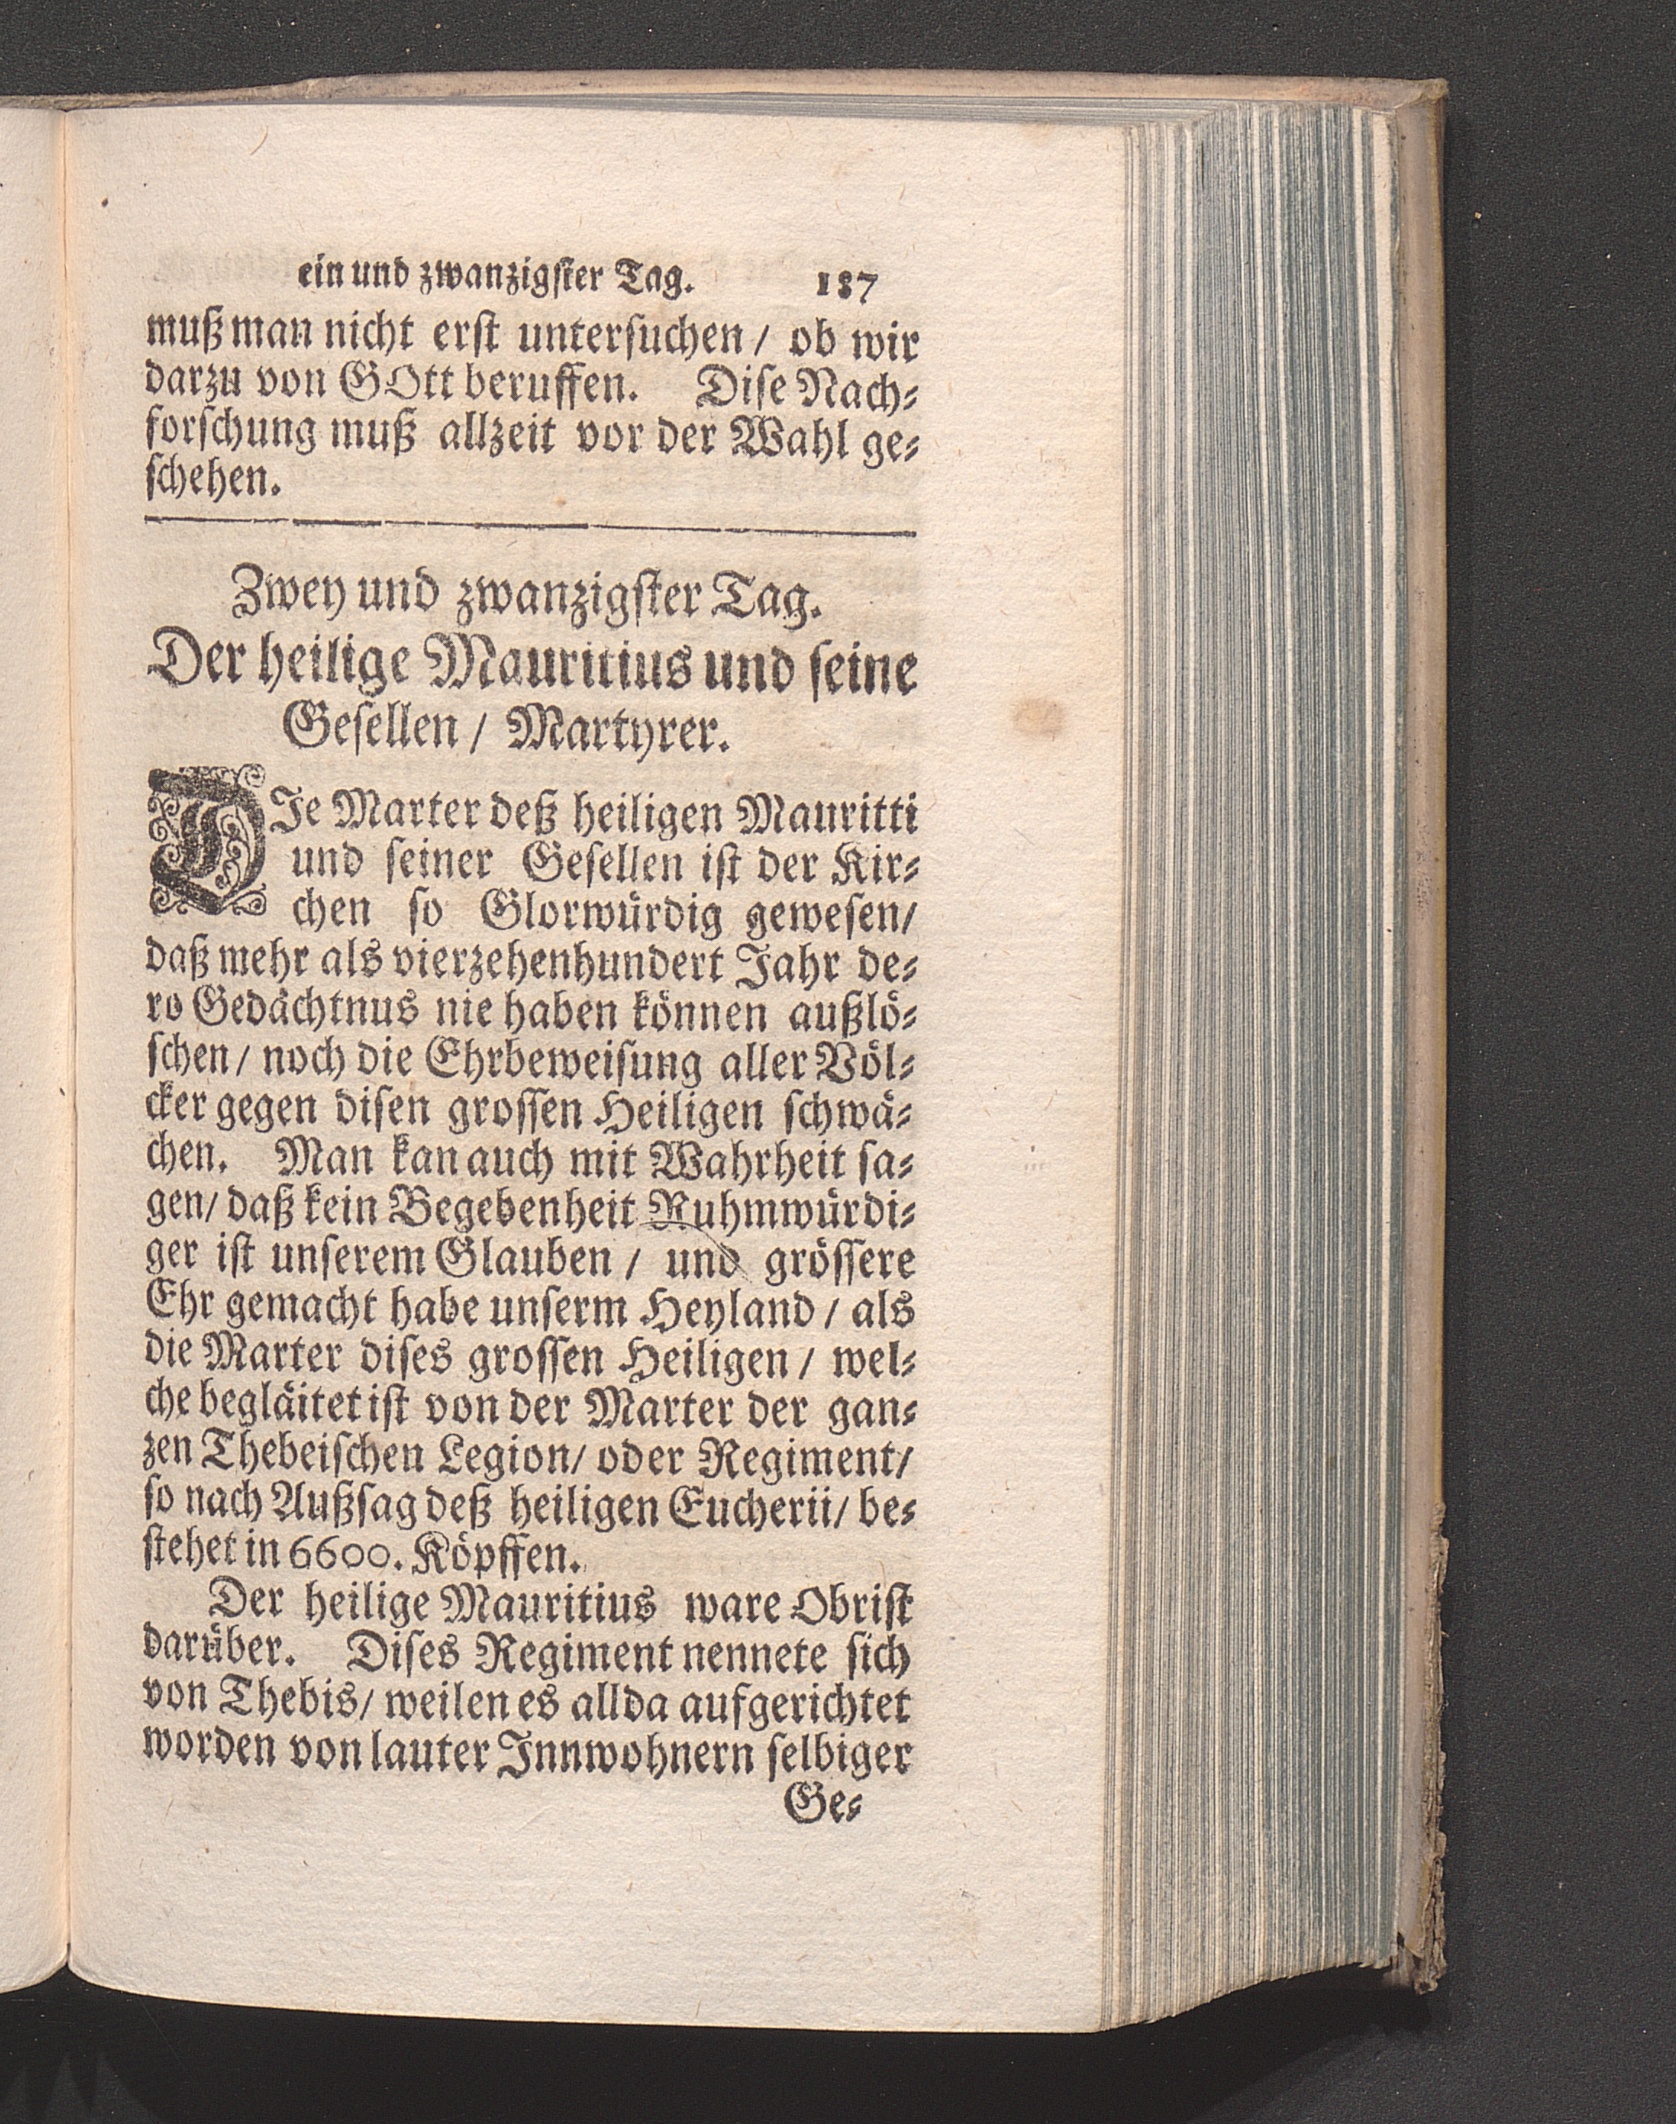 ein und zwanzigster Tag. 187
muß man nicht erst untersuchen / ob wir
darzu von GOtt beruffen. Dise Nach-
forschung muß allzeit vor der Wahl ge-
schehen.
Zwey und zwanzigster Tag.
Der heilige Mauritius und seine
Gesellen / Martyrer.
DIe Marter deß heiligen Mauritti
und seiner Gesellen ist der Kir-
chen so Glorwürdig gewesen/
daß mehr als vierzehenhundert Jahr de-
ro Gedächtnus nie haben können außlö-
schen / noch die Ehrbeweisung aller Völ-
cker gegen disen grossen Heiligen schwä-
chen. Man kan auch mit Wahrheit sa-
gen / daß kein Begebenheit Ruhmwürdi-
ger ist unserem Glauben / und grössere
Ehr gemacht habe unserm Heyland / als
die Marter dises grossen Heiligen / wel-
che begläitet ist von der Marter der gan-
zen Thebeischen Legion / oder Regiment /
so nach Außsag deß heiligen Eucherii / be-
stehet in 6600. Köpffen.
Der heilige Mauritius ware Obrist
darüber. Dises Regiment nennete sich
von Thebis / weilen es allda aufgerichtet
worden von lauter Innwohnern selbiger
Ge-